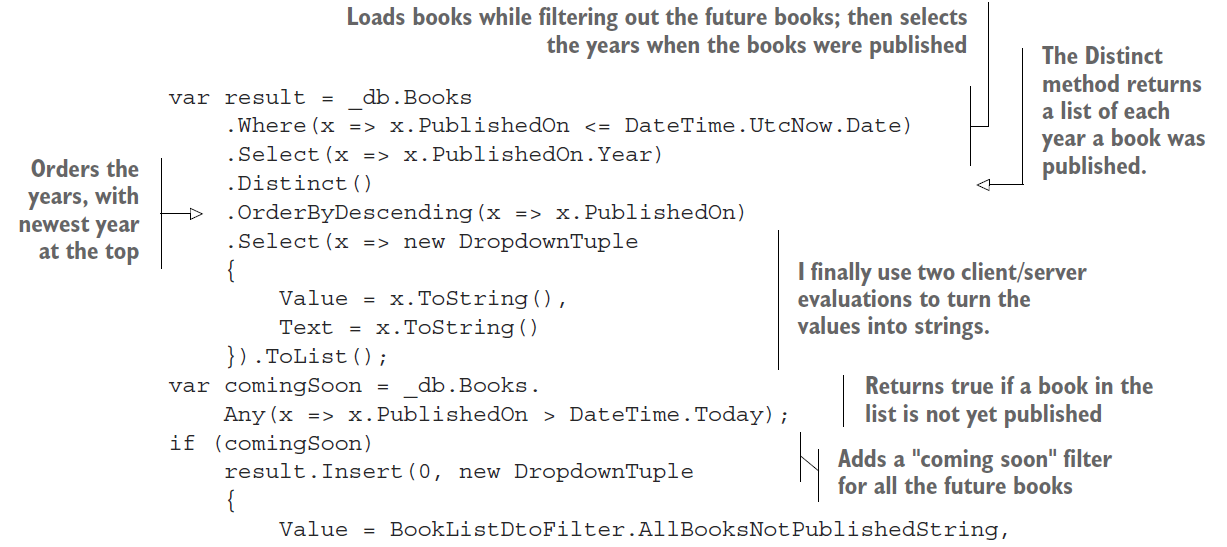 Loads books while filtering out the future books; then selects
the years when the books were published
The Distinct
method returns
a list of each
year a book was
published.
var result = _db.Books
.Where(x => x.PublishedOn <= DateTime.UtcNow.Date)
.Select(x => x.PublishedOn.Year)
.Distinct()
.OrderByDescending(x => x.PublishedOn)
.Select(x => new DropdownTuple
{
Value = x.ToString(),
Text = x.ToString()
}).ToList();
var comingSoon = _db.Books.
Any(x => x.PublishedOn > DateTime.Today);
if (comingSoon)
result.Insert(0, new DropdownTuple
{
Value = BookListDtoFilter.AllBooksNotPublishedString,
Orders the
years, with
newest year
at the top
I finally use two client/server
evaluations to turn the
values into strings.
Returns true if a book in the
list is not yet published
Adds a "coming soon" filter
for all the future books